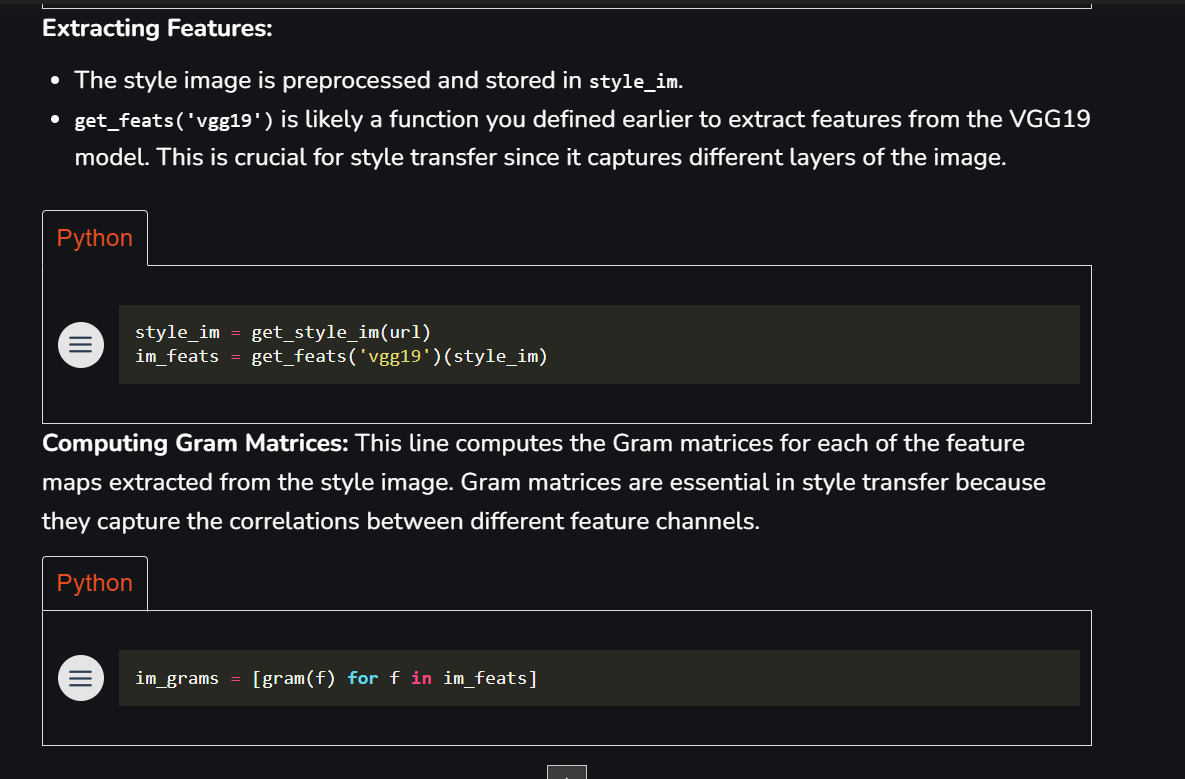 Extracting Features:
• The style image is preprocessed and stored in style_im.
• get_feats('vgg19') is likely a function you defined earlier to extract features from the VGG19
model. This is crucial for style transfer since it captures different layers of the image.
Python
style_im = get_style_im(url)
im_feats = get_feats('vgg19')(style_im)
Computing Gram Matrices: This line computes the Gram matrices for each of the feature
maps extracted from the style image. Gram matrices are essential in style transfer because
they capture the correlations between different feature channels.
Python
im_grams = [gram(f) for f in im_feats]